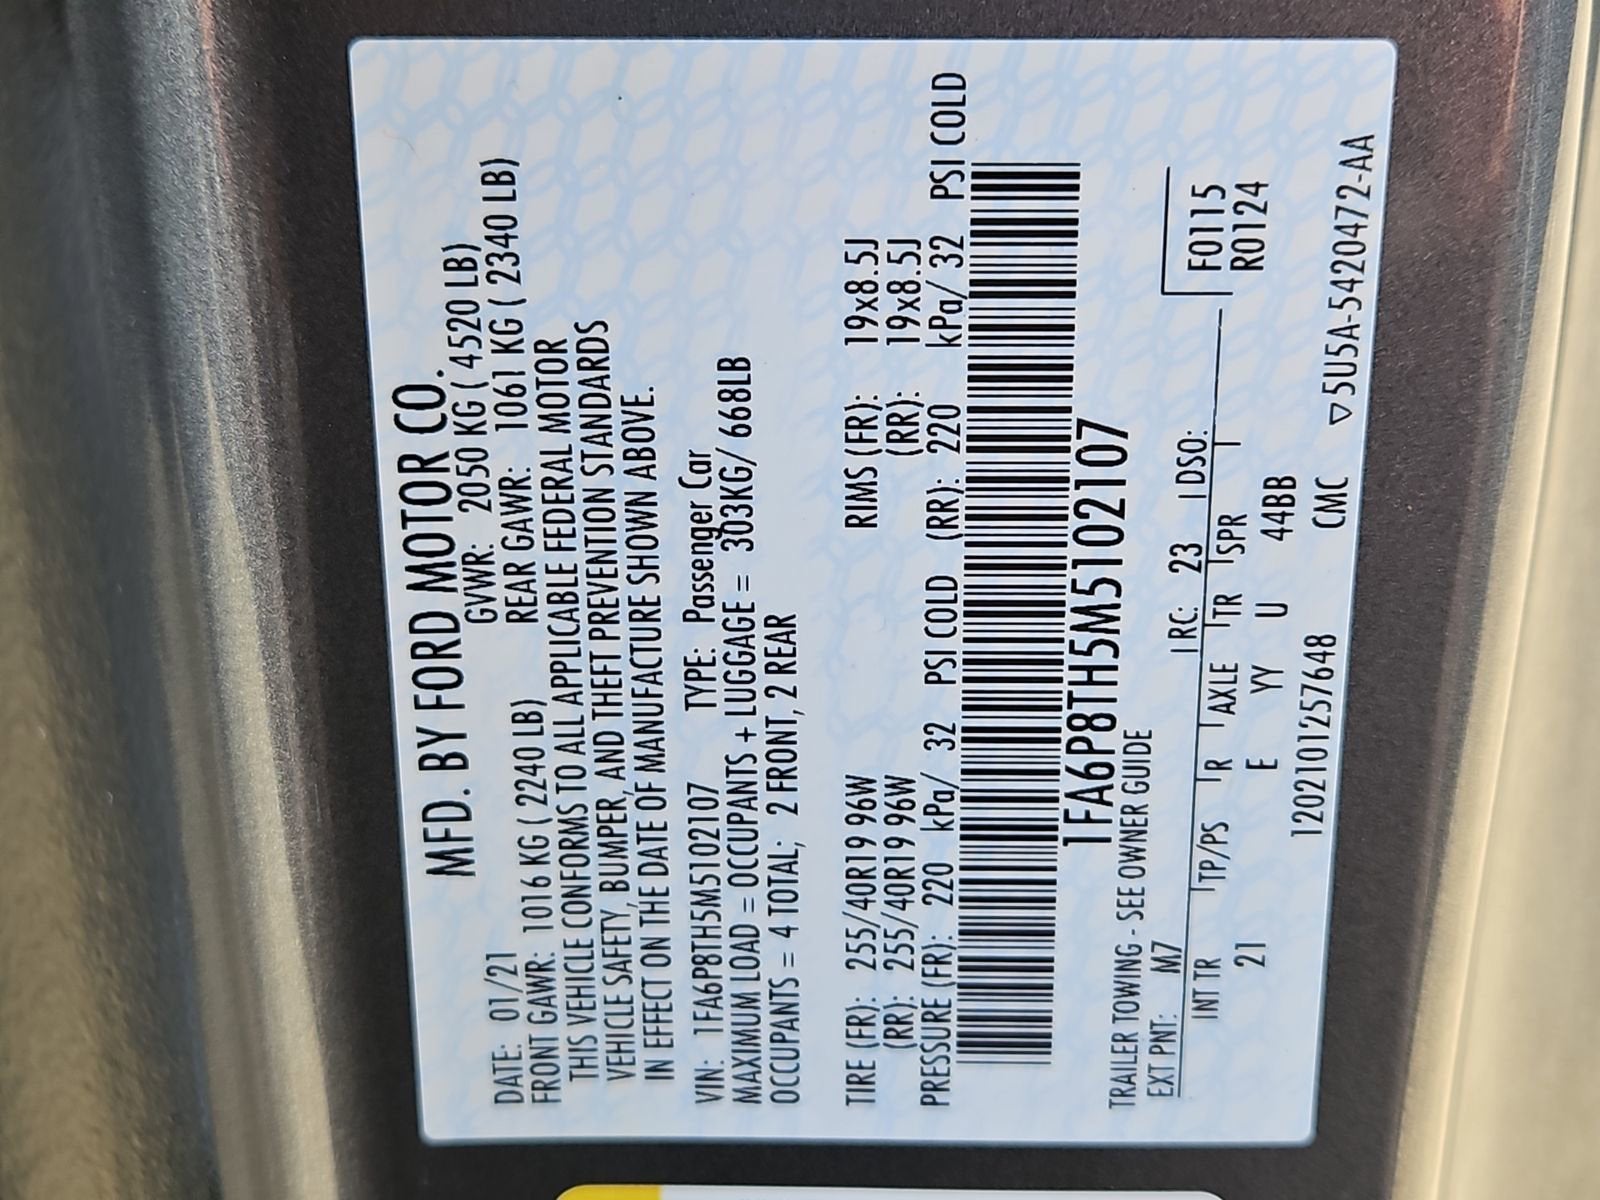 MFD. BY FORD MOTOR CO.
DATE: 01/21 GVWR: 2050 KG ( 4520 LB)
FRONT GAWR: 1016 KG ( 2240 LB) REAR GAWR: 1061 KG ( 2340 LB)
THIS VEHICLE CONFORMS TO ALL APPLICABLE FEDERAL MOTOR
VEHICLE SAFETY, BUMPER, AND THEFT PREVENTION STANDARDS
IN EFFECT ON THE DATE OF MANUFACTURE SHOWN ABOVE.
VIN: 1FA6P8TH5M5102107 TYPE: Passenger Car
MAXIMUM LOAD = OCCUPANTS + LUGGAGE = 303KG/ 668LB
OCCUPANTS = 4 TOTAL; 2 FRONT, 2 REAR
TIRE (FR): 255/40R19 96W RIMS (FR): 19x8.5J
(RR): 255/40R19 96W (RR): 19x8.5J
PRESSURE (FR): 220 kPa/ 32 PSI COLD (RR): 220 kPa/ 32 PSI COLD
1FA6P8TH5M5102107
TRAILER TOWING - SEE OWNER GUIDE
EXT PNT: M7 RC: 23 DSO:
INT TR TP/PS R AXLE TR SPR
21 E YY U 44BB
F0115
R0124
12021012576​48 CMC
▽5U5A-5420472-AA